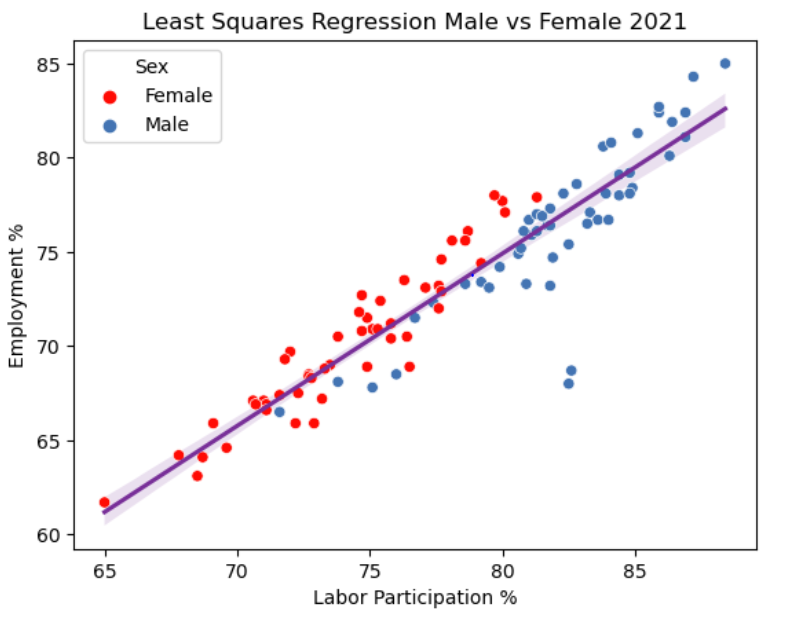 Least Squares Regression Male vs Female 2021
Sex
Female
Male
Employment %
85
80
75
70
65
60
65 70 75 80 85
Labor Participation %